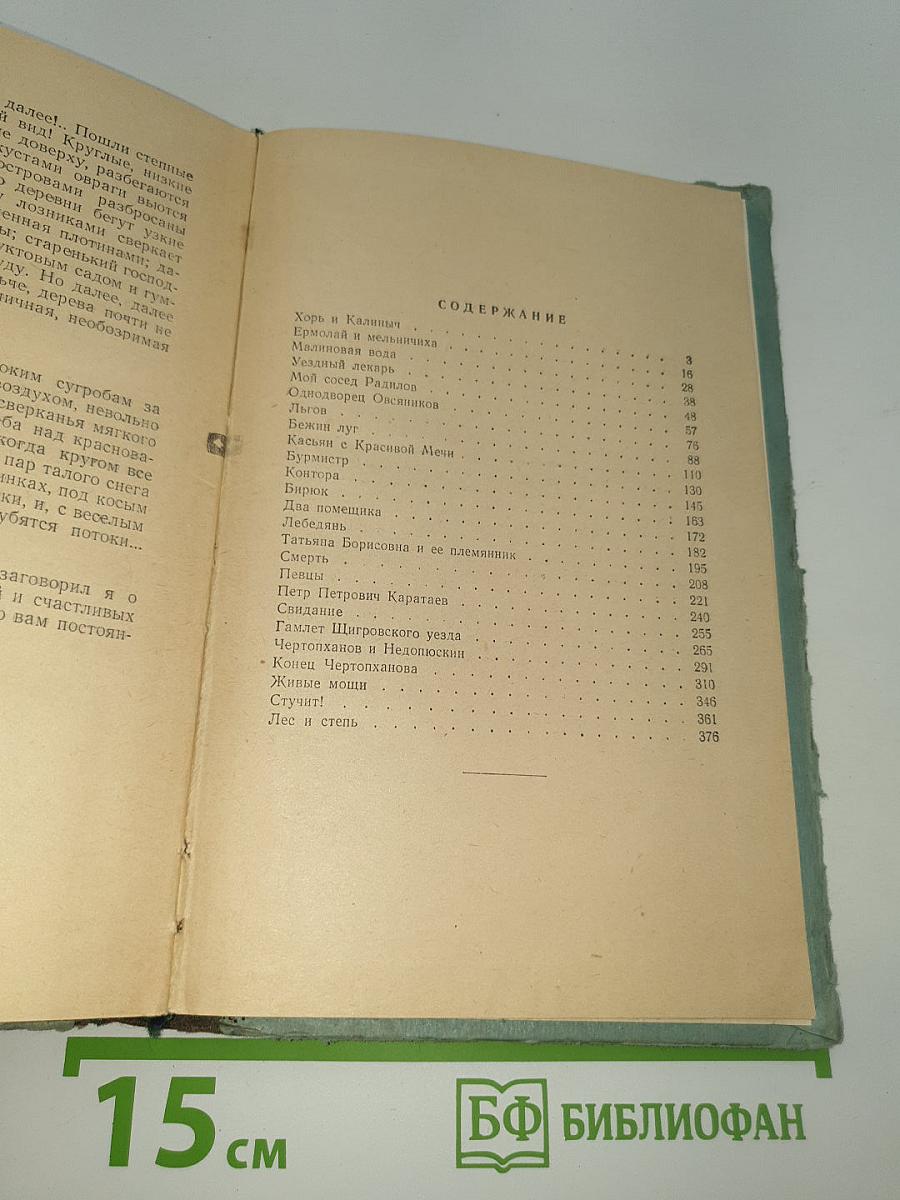 далее!.. Пошли степные
й вид! Круглые, низкие
е доверху, разбегаются
кустами овраги вьются
островами разбросаны
о деревни бегут узкие
у лозниками сверкает
енная плотинами; да-
ы; старенький господ-
уктовым садом и гум-
уду. Но далее, далее
ьче, дерева почти не
ничная, необозримая
оким сугробам за
воздухом, невольно
сверканья мягкого
ба над краснова-
когда кругом все
пар талого снега
инках, под косым
ки, и, с веселым
убятся потоки...
заговорил я о
й и счастливых
о вам постоян-
СОДЕРЖАНИЕ
Хорь и Калиныч 3
Ермолай и мельничиха 16
Малиновая вода 28
Уездный лекарь 38
Мой сосед Радилов 48
Однодворец Овсяников 57
Льгов 76
Бежин луг 88
Касьян с Красивой Мечи 110
Бурмистр 130
Контора 145
Бирюк 163
Два помещика 172
Лебедянь 182
Татьяна Борисовна и ее племянник 195
Смерть 208
Певцы 221
Петр Петрович Каратаев 240
Свидание 255
Гамлет Щигровского уезда 265
Чертопханов и Недопюскин 291
Конец Чертопханова 310
Живые мощи 346
Стучит! 361
Лес и степь 376
15 см
БФ БИБЛИОФАН